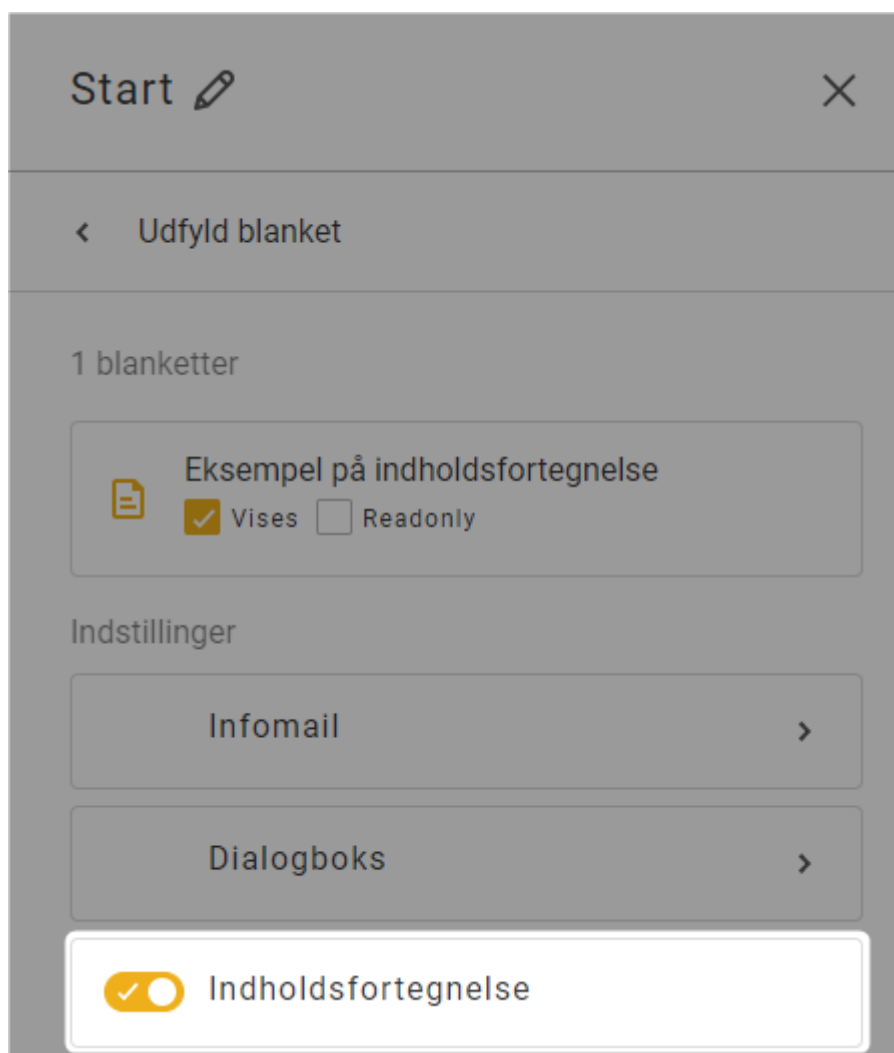 Start
Udfyld blanket
1 blanketter
Eksempel på indholdsfortegnelse
Vises Readonly
Indstillinger
Infomail
Dialogboks
Indholdsfortegnelse